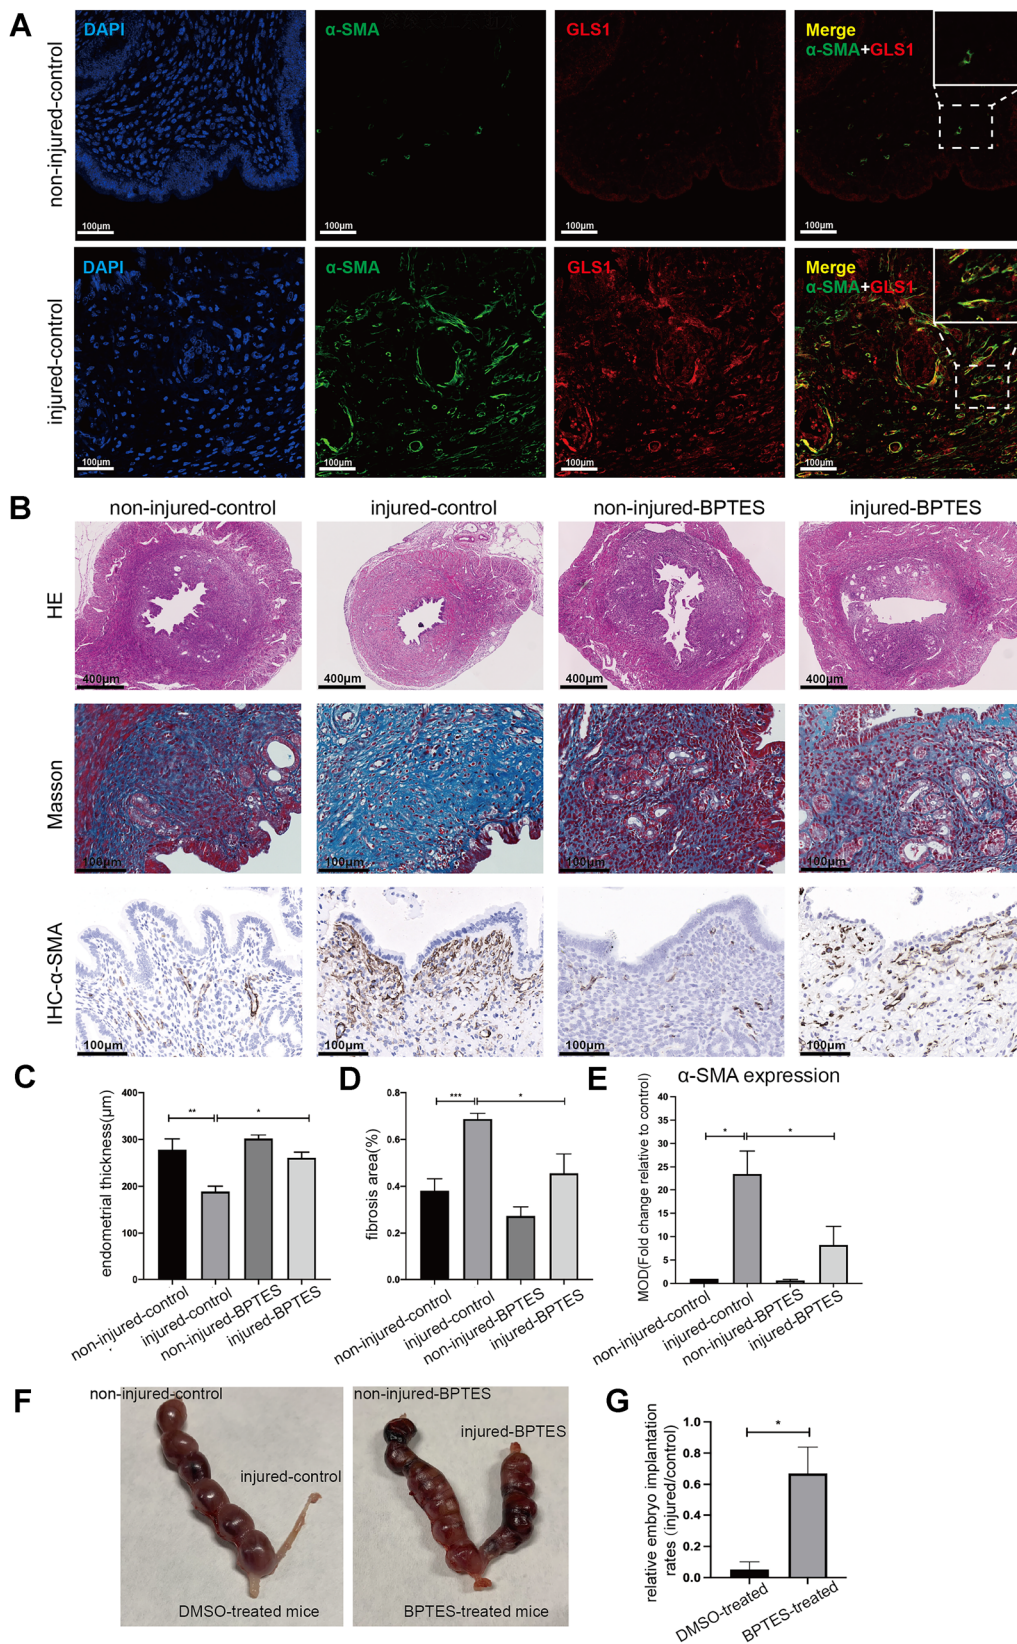 A
non-injured-control
DAPI
100μm
α-SMA
100μm
GLS1
100μm
Merge
α-SMA+GLS1
100μm
injured-control
DAPI
100μm
α-SMA
100μm
GLS1
100μm
Merge
α-SMA+GLS1
100μm
B
non-injured-control
injured-control
non-injured-BPTES
injured-BPTES
HE
400μm
400μm
400μm
400μm
Masson
100μm
100μm
100μm
100μm
IHC-α-SMA
100μm
100μm
100μm
100μm
C
endometrial thickness(μm)
400
300
200
100
0
**
*
non-injured-control
injured-control
non-injured-BPTES
injured-BPTES
D
fibrosis area(%)
0.8
0.6
0.4
0.2
0.0
***
*
non-injured-control
injured-control
non-injured-BPTES
injured-BPTES
E
α-SMA expression
MOD(Fold change relative to control)
40
35
30
25
20
15
10
5
0
*
*
non-injured-control
injured-control
non-injured-BPTES
injured-BPTES
F
non-injured-control
injured-control
DMSO-treated mice
non-injured-BPTES
injured-BPTES
BPTES-treated mice
G
relative embryo implantation
rates (injured/control)
1.0
0.8
0.6
0.4
0.2
0.0
*
DMSO-treated
BPTES-treated